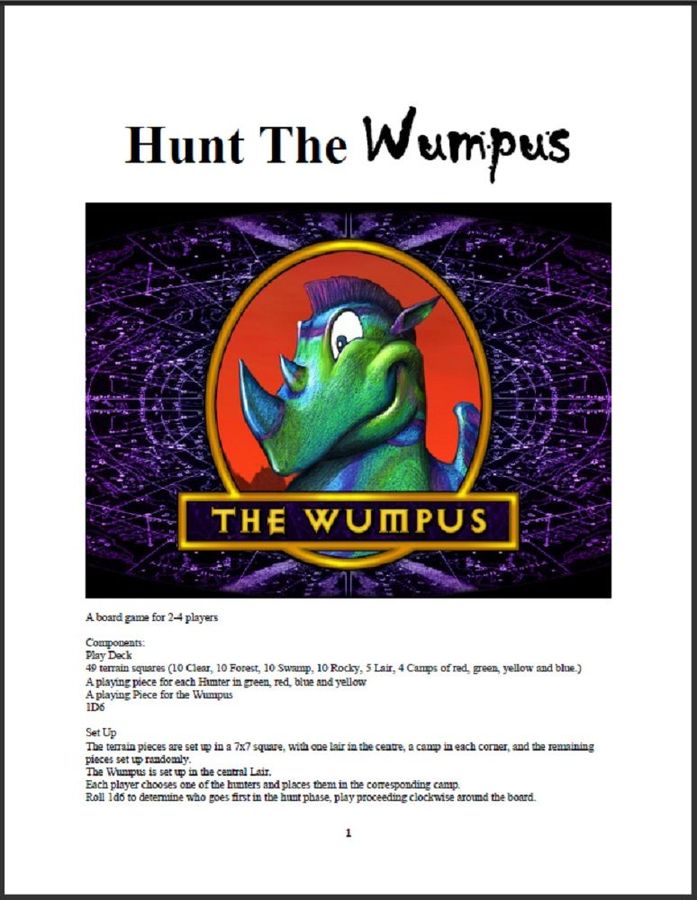 Hunt The Wumpus
THE WUMPUS
A board game for 2-4 players
Components:
Play Deck
49 terrain squares (10 Clear, 10 Forest, 10 Swamp, 10 Rocky, 5 Lair, 4 Camps of red, green, yellow and blue.)
A playing piece for each Hunter in green, red, blue and yellow
A playing Piece for the Wumpus
1D6
Set Up
The terrain pieces are set up in a 7x7 square, with one lair in the centre, a camp in each corner, and the remaining
pieces set up randomly.
The Wumpus is set up in the central Lair.
Each player chooses one of the hunters and places them in the corresponding camp.
Roll 1d6 to determine who goes first in the hunt phase, play proceeding clockwise around the board.
1